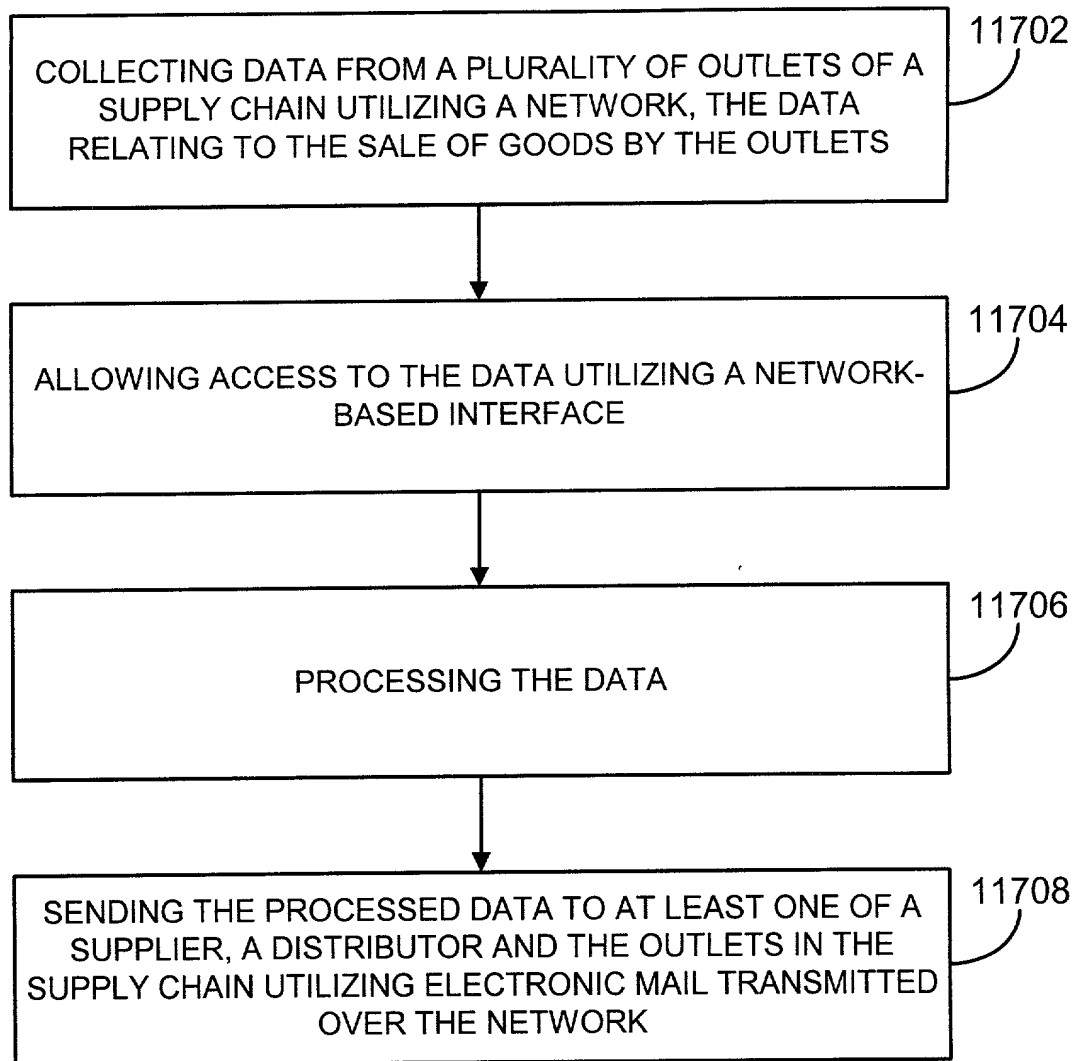 11702
COLLECTING DATA FROM A PLURALITY OF OUTLETS OF A
SUPPLY CHAIN UTILIZING A NETWORK, THE DATA
RELATING TO THE SALE OF GOODS BY THE OUTLETS
11704
ALLOWING ACCESS TO THE DATA UTILIZING A NETWORK-
BASED INTERFACE
11706
PROCESSING THE DATA
11708
SENDING THE PROCESSED DATA TO AT LEAST ONE OF A
SUPPLIER, A DISTRIBUTOR AND THE OUTLETS IN THE
SUPPLY CHAIN UTILIZING ELECTRONIC MAIL TRANSMITTED
OVER THE NETWORK